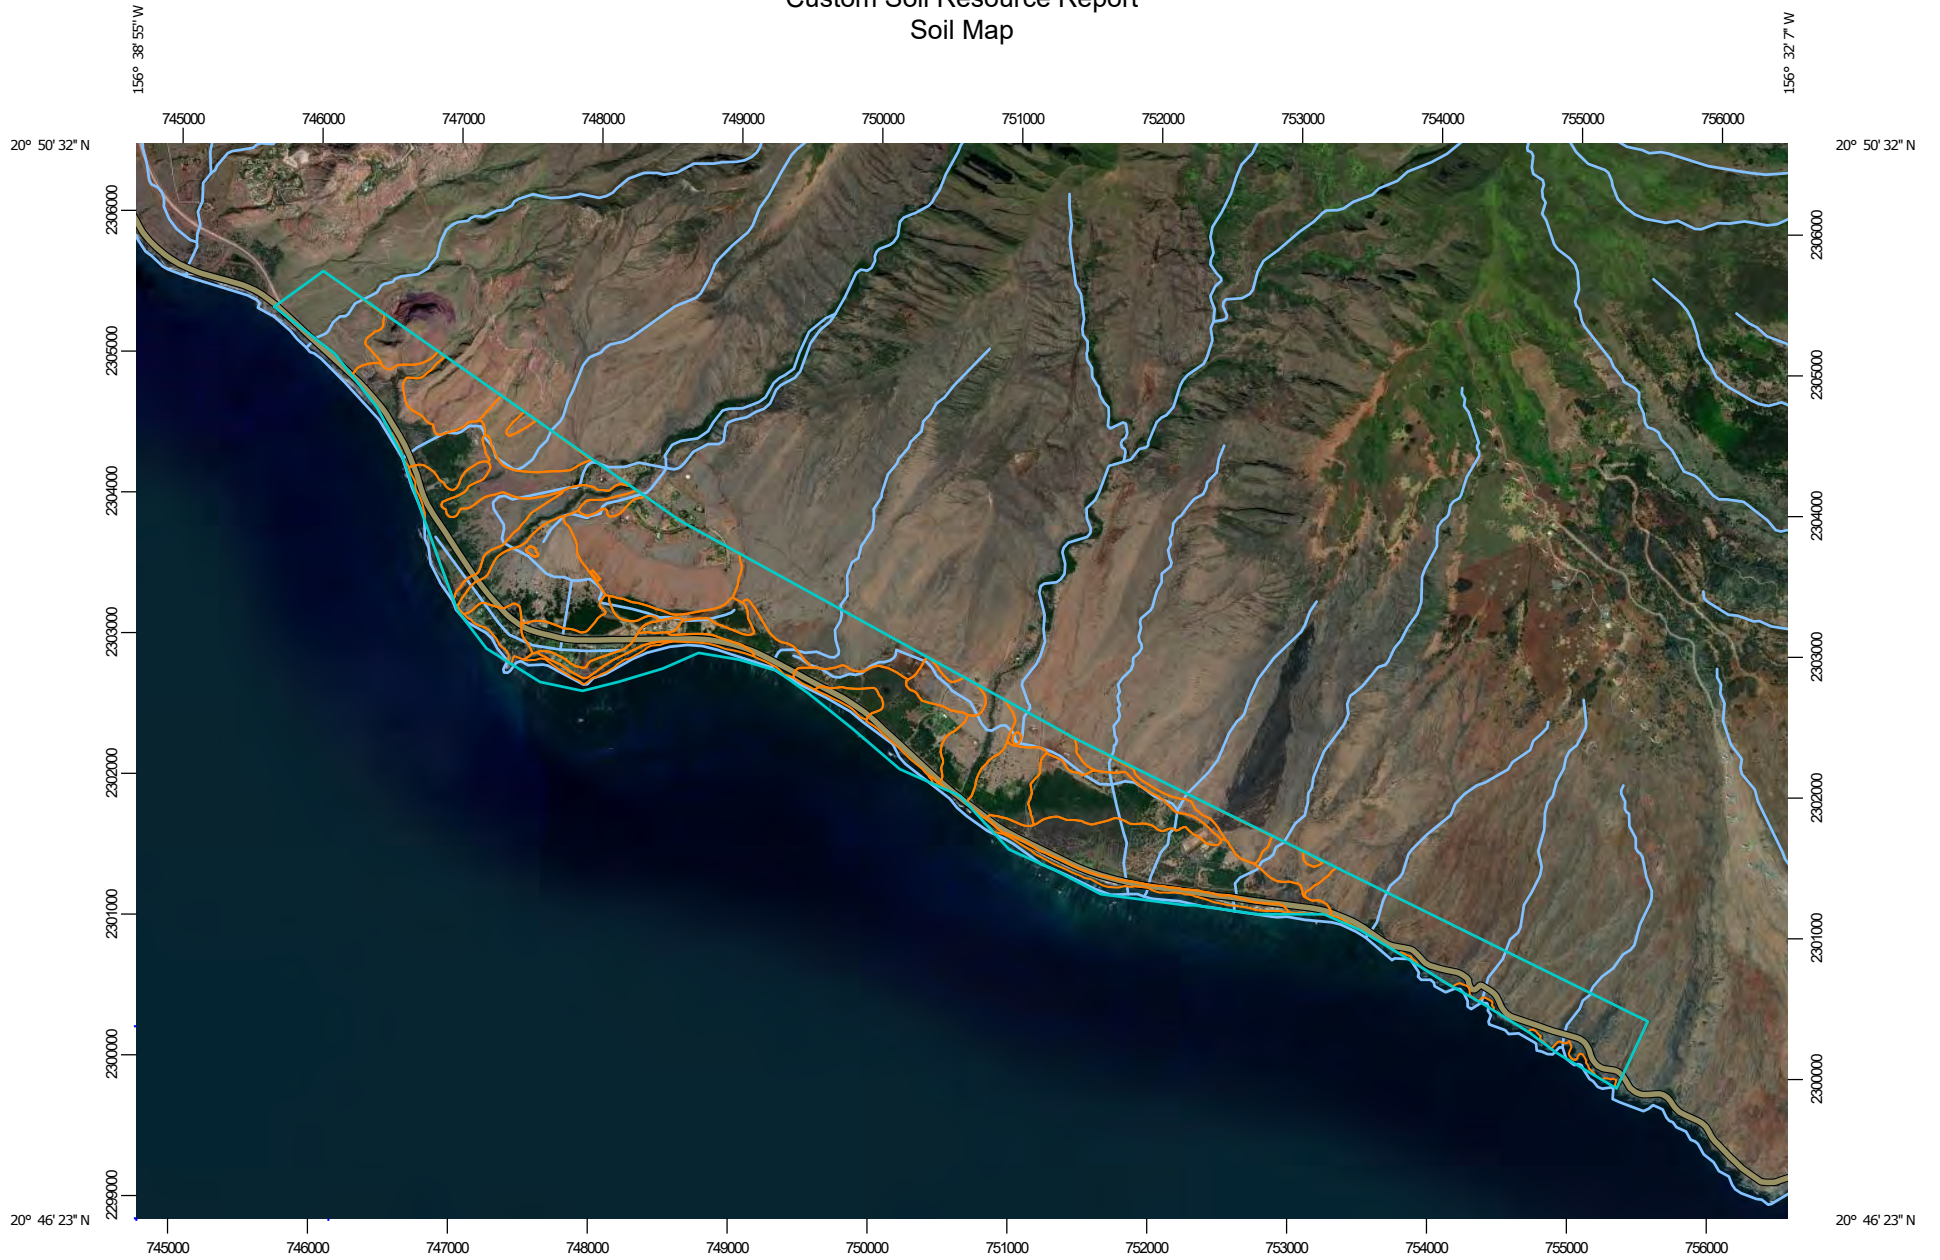 Custom Soil Resource Report
Soil Map
156° 38' 55'' W
156° 32' 7'' W
745000 746000 747000 748000 749000 750000 751000 752000 753000 754000 755000 756000
20° 50' 32'' N
20° 50' 32'' N
2306000
2306000
2305000
2305000
2304000
2304000
2303000
2303000
2302000
2302000
2301000
2301000
2300000
2300000
2299000
20° 46' 23'' N
20° 46' 23'' N
745000 746000 747000 748000 749000 750000 751000 752000 753000 754000 755000 756000